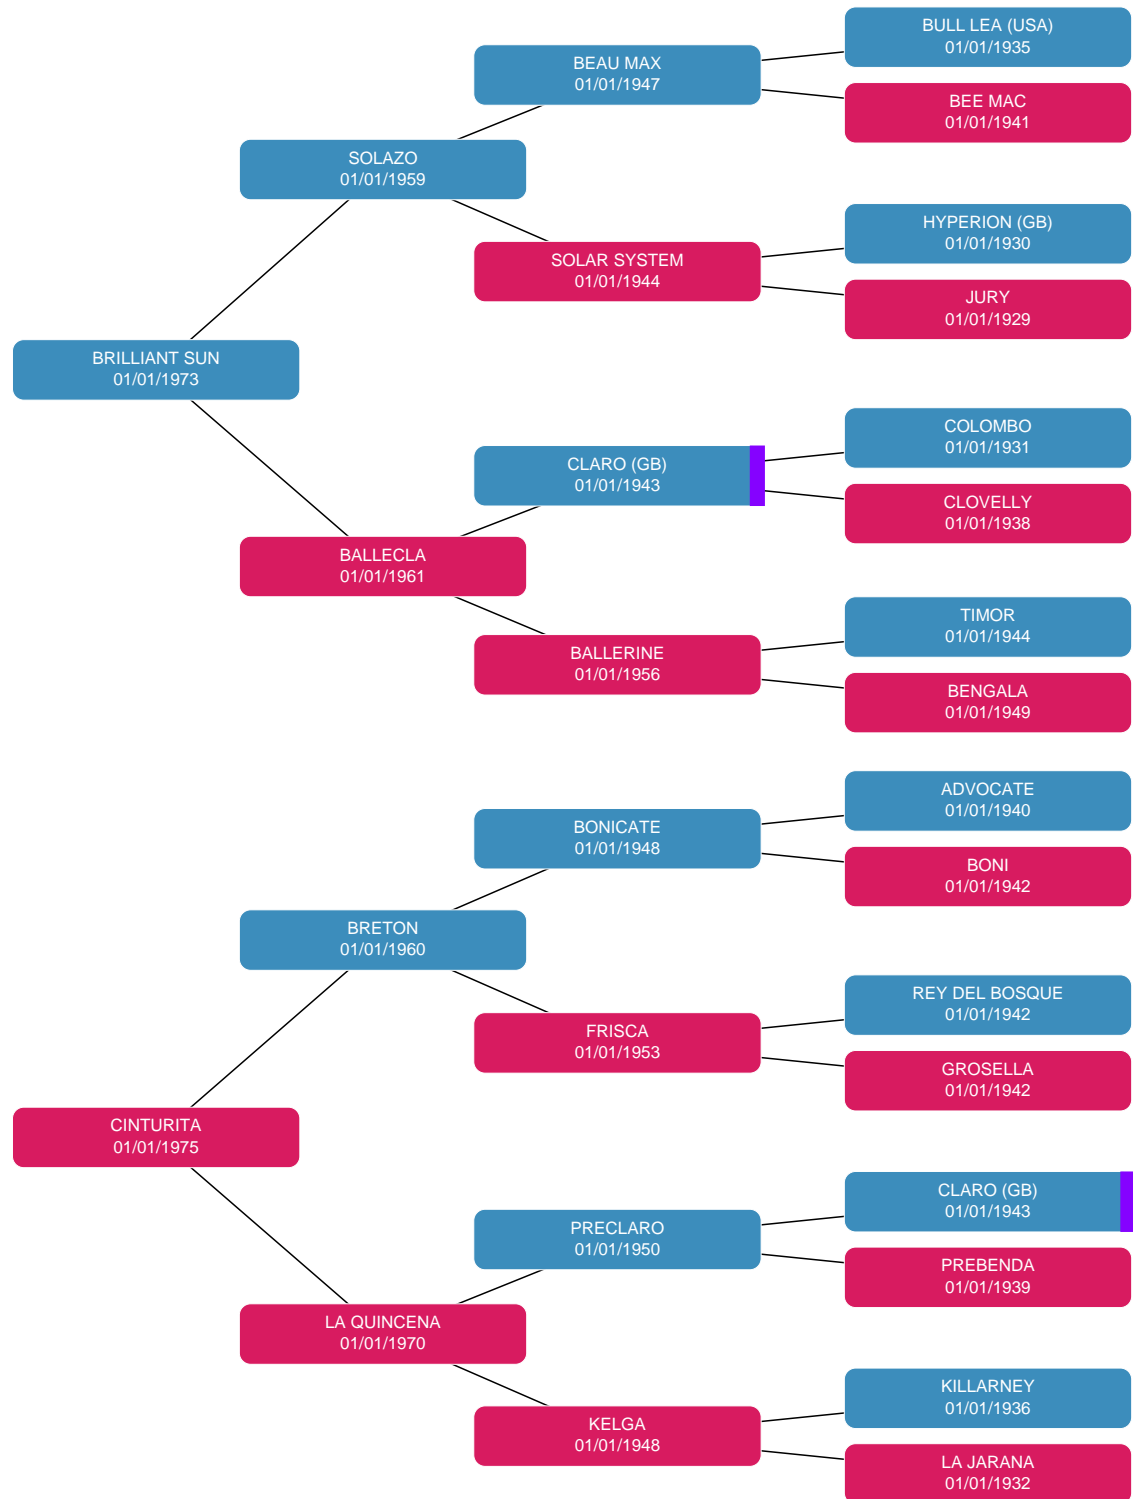 BULL LEA (USA)
01/01/1935
BEAU MAX
01/01/1947
BEE MAC
01/01/1941
SOLAZO
01/01/1959
HYPERION (GB)
01/01/1930
SOLAR SYSTEM
01/01/1944
JURY
01/01/1929
BRILLIANT SUN
01/01/1973
COLOMBO
01/01/1931
CLARO (GB)
01/01/1943
CLOVELLY
01/01/1938
BALLECLA
01/01/1961
TIMOR
01/01/1944
BALLERINE
01/01/1956
BENGALA
01/01/1949
ADVOCATE
01/01/1940
BONICATE
01/01/1948
BONI
01/01/1942
BRETON
01/01/1960
REY DEL BOSQUE
01/01/1942
FRISCA
01/01/1953
GROSELLA
01/01/1942
CINTURITA
01/01/1975
CLARO (GB)
01/01/1943
PRECLARO
01/01/1950
PREBENDA
01/01/1939
LA QUINCENA
01/01/1970
KILLARNEY
01/01/1936
KELGA
01/01/1948
LA JARANA
01/01/1932